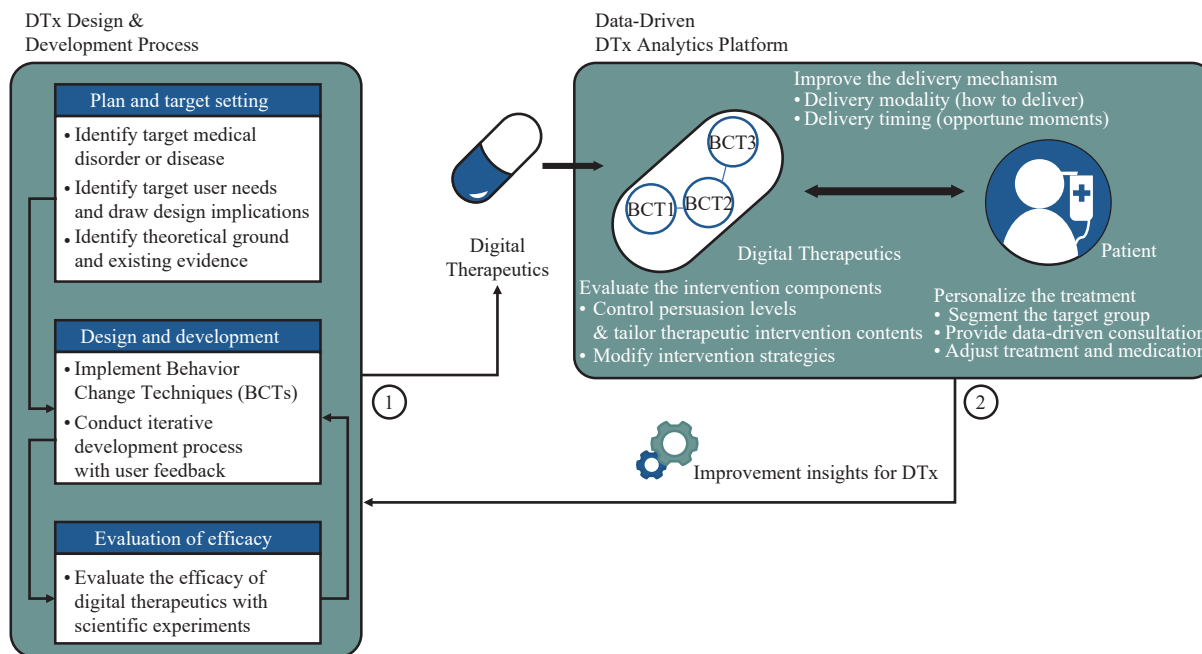 DTx Design &
Development Process
Plan and target setting
• Identify target medical
disorder or disease
• Identify target user needs
and draw design implications
• Identify theoretical ground
and existing evidence
Design and development
• Implement Behavior
Change Techniques (BCTs)
• Conduct iterative
development process
with user feedback
Evaluation of efficacy
• Evaluate the efficacy of
digital therapeutics with
scientific experiments
1
Digital
Therapeutics
Data-Driven
DTx Analytics Platform
Improve the delivery mechanism
• Delivery modality (how to deliver)
• Delivery timing (opportune moments)
BCT3
BCT1
BCT2
Digital Therapeutics
Patient
Evaluate the intervention components
• Control persuasion levels
& tailor therapeutic intervention contents
• Modify intervention strategies
Personalize the treatment
• Segment the target group
• Provide data-driven consultation
• Adjust treatment and medication
2
Improvement insights for DTx